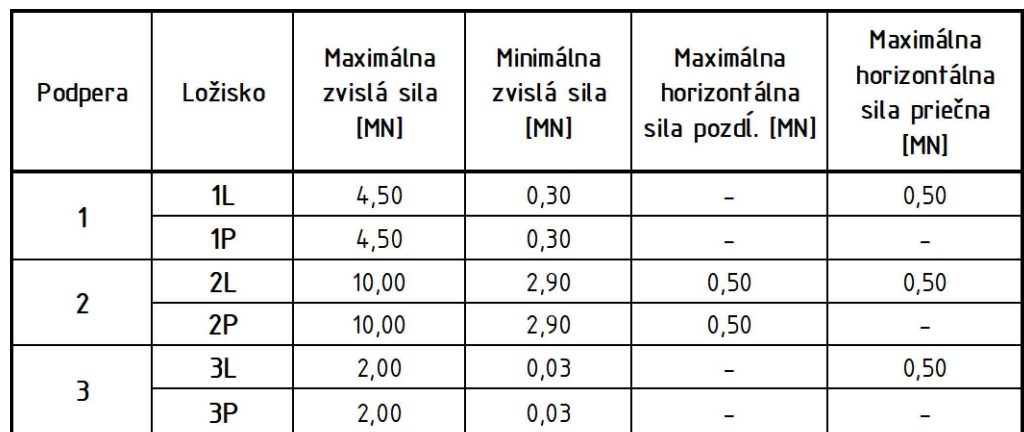 Podpera Ložisko Maximálna zvislá sila [MN] Minimálna zvislá sila [MN] Maximálna horizontálna sila pozdĺ. [MN] Maximálna horizontálna sila priečna [MN]
1 1L 4,50 0,30 - 0,50
1P 4,50 0,30 - -
2 2L 10,00 2,90 0,50 0,50
2P 10,00 2,90 0,50 -
3 3L 2,00 0,03 - 0,50
3P 2,00 0,03 - -